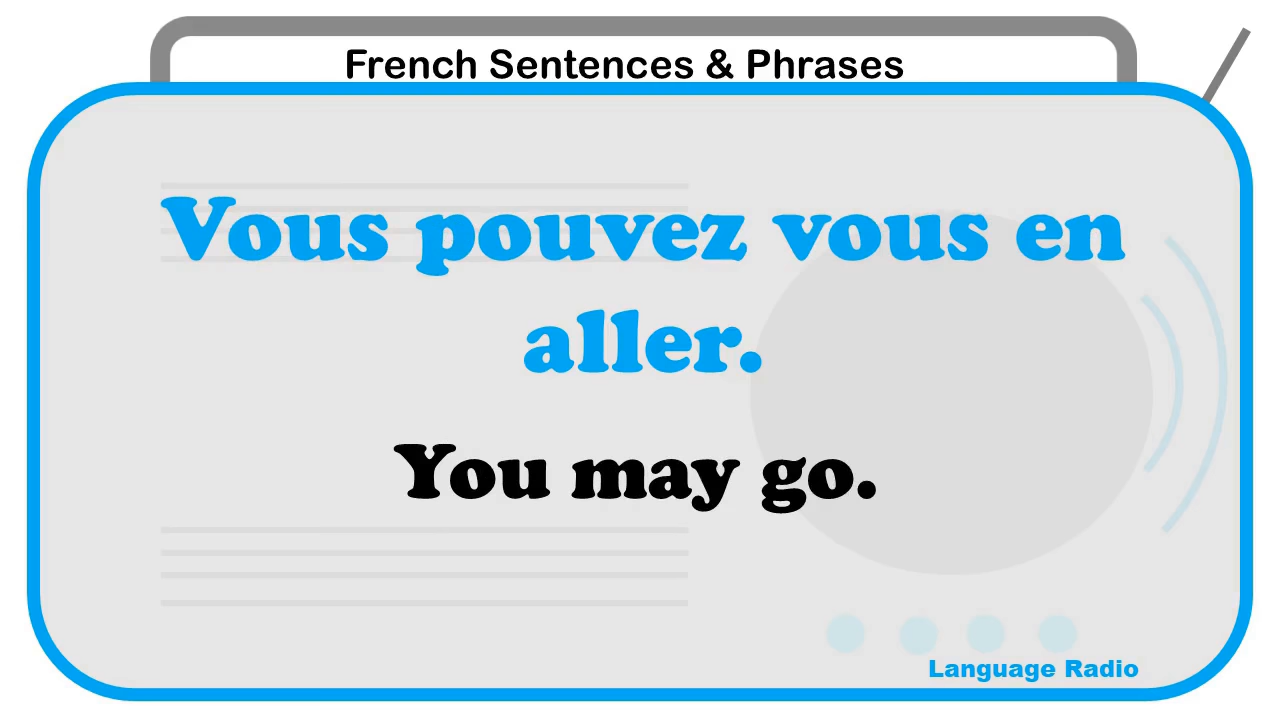 French Sentences & Phrases
Vous pouvez vous en
aller.
You may go.
Language Radio